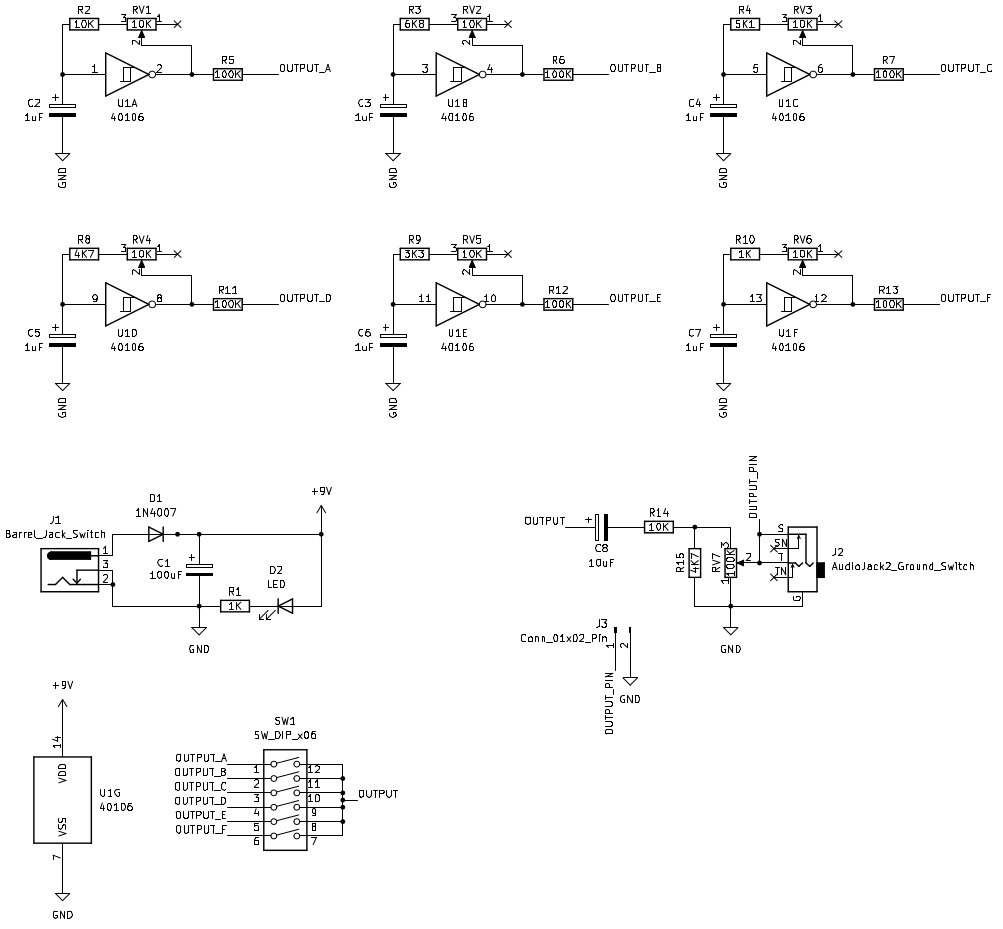 R2
10K
3
RV1
10K
1
2
1
2
R5
100K
OUTPUT_A
C2
1uF
+
U1A
40106
GND
R3
6K8
3
RV2
10K
1
2
3
4
R6
100K
OUTPUT_B
C3
1uF
+
U1B
40106
GND
R4
5K1
3
RV3
10K
1
2
5
6
R7
100K
OUTPUT_C
C4
1uF
+
U1C
40106
GND
R8
4K7
3
RV4
10K
1
2
9
8
R11
100K
OUTPUT_D
C5
1uF
+
U1D
40106
GND
R9
3K3
3
RV5
10K
1
2
11
10
R12
100K
OUTPUT_E
C6
1uF
+
U1E
40106
GND
R10
1K
3
RV6
10K
1
2
13
12
R13
100K
OUTPUT_F
C7
1uF
+
U1F
40106
GND
J1
Barrel_Jack_Switch
1
3
2
D1
1N4007
+9V
C1
100uF
+
D2
LED
R1
1K
GND
OUTPUT
+
C8
10uF
R14
10K
R15
4K7
RV7
100K
3
1
2
OUTPUT_PIN
S
SN
T
TN
G
J2
AudioJack2_Ground_Switch
GND
J3
Conn_01x02_Pin
1
2
OUTPUT_PIN
GND
+9V
14
VDD
VSS
U1G
40106
7
GND
SW1
SW_DIP_x06
OUTPUT_A
1
12
OUTPUT_B
2
11
OUTPUT_C
3
10
OUTPUT_D
4
9
OUTPUT_E
5
8
OUTPUT_F
6
7
OUTPUT